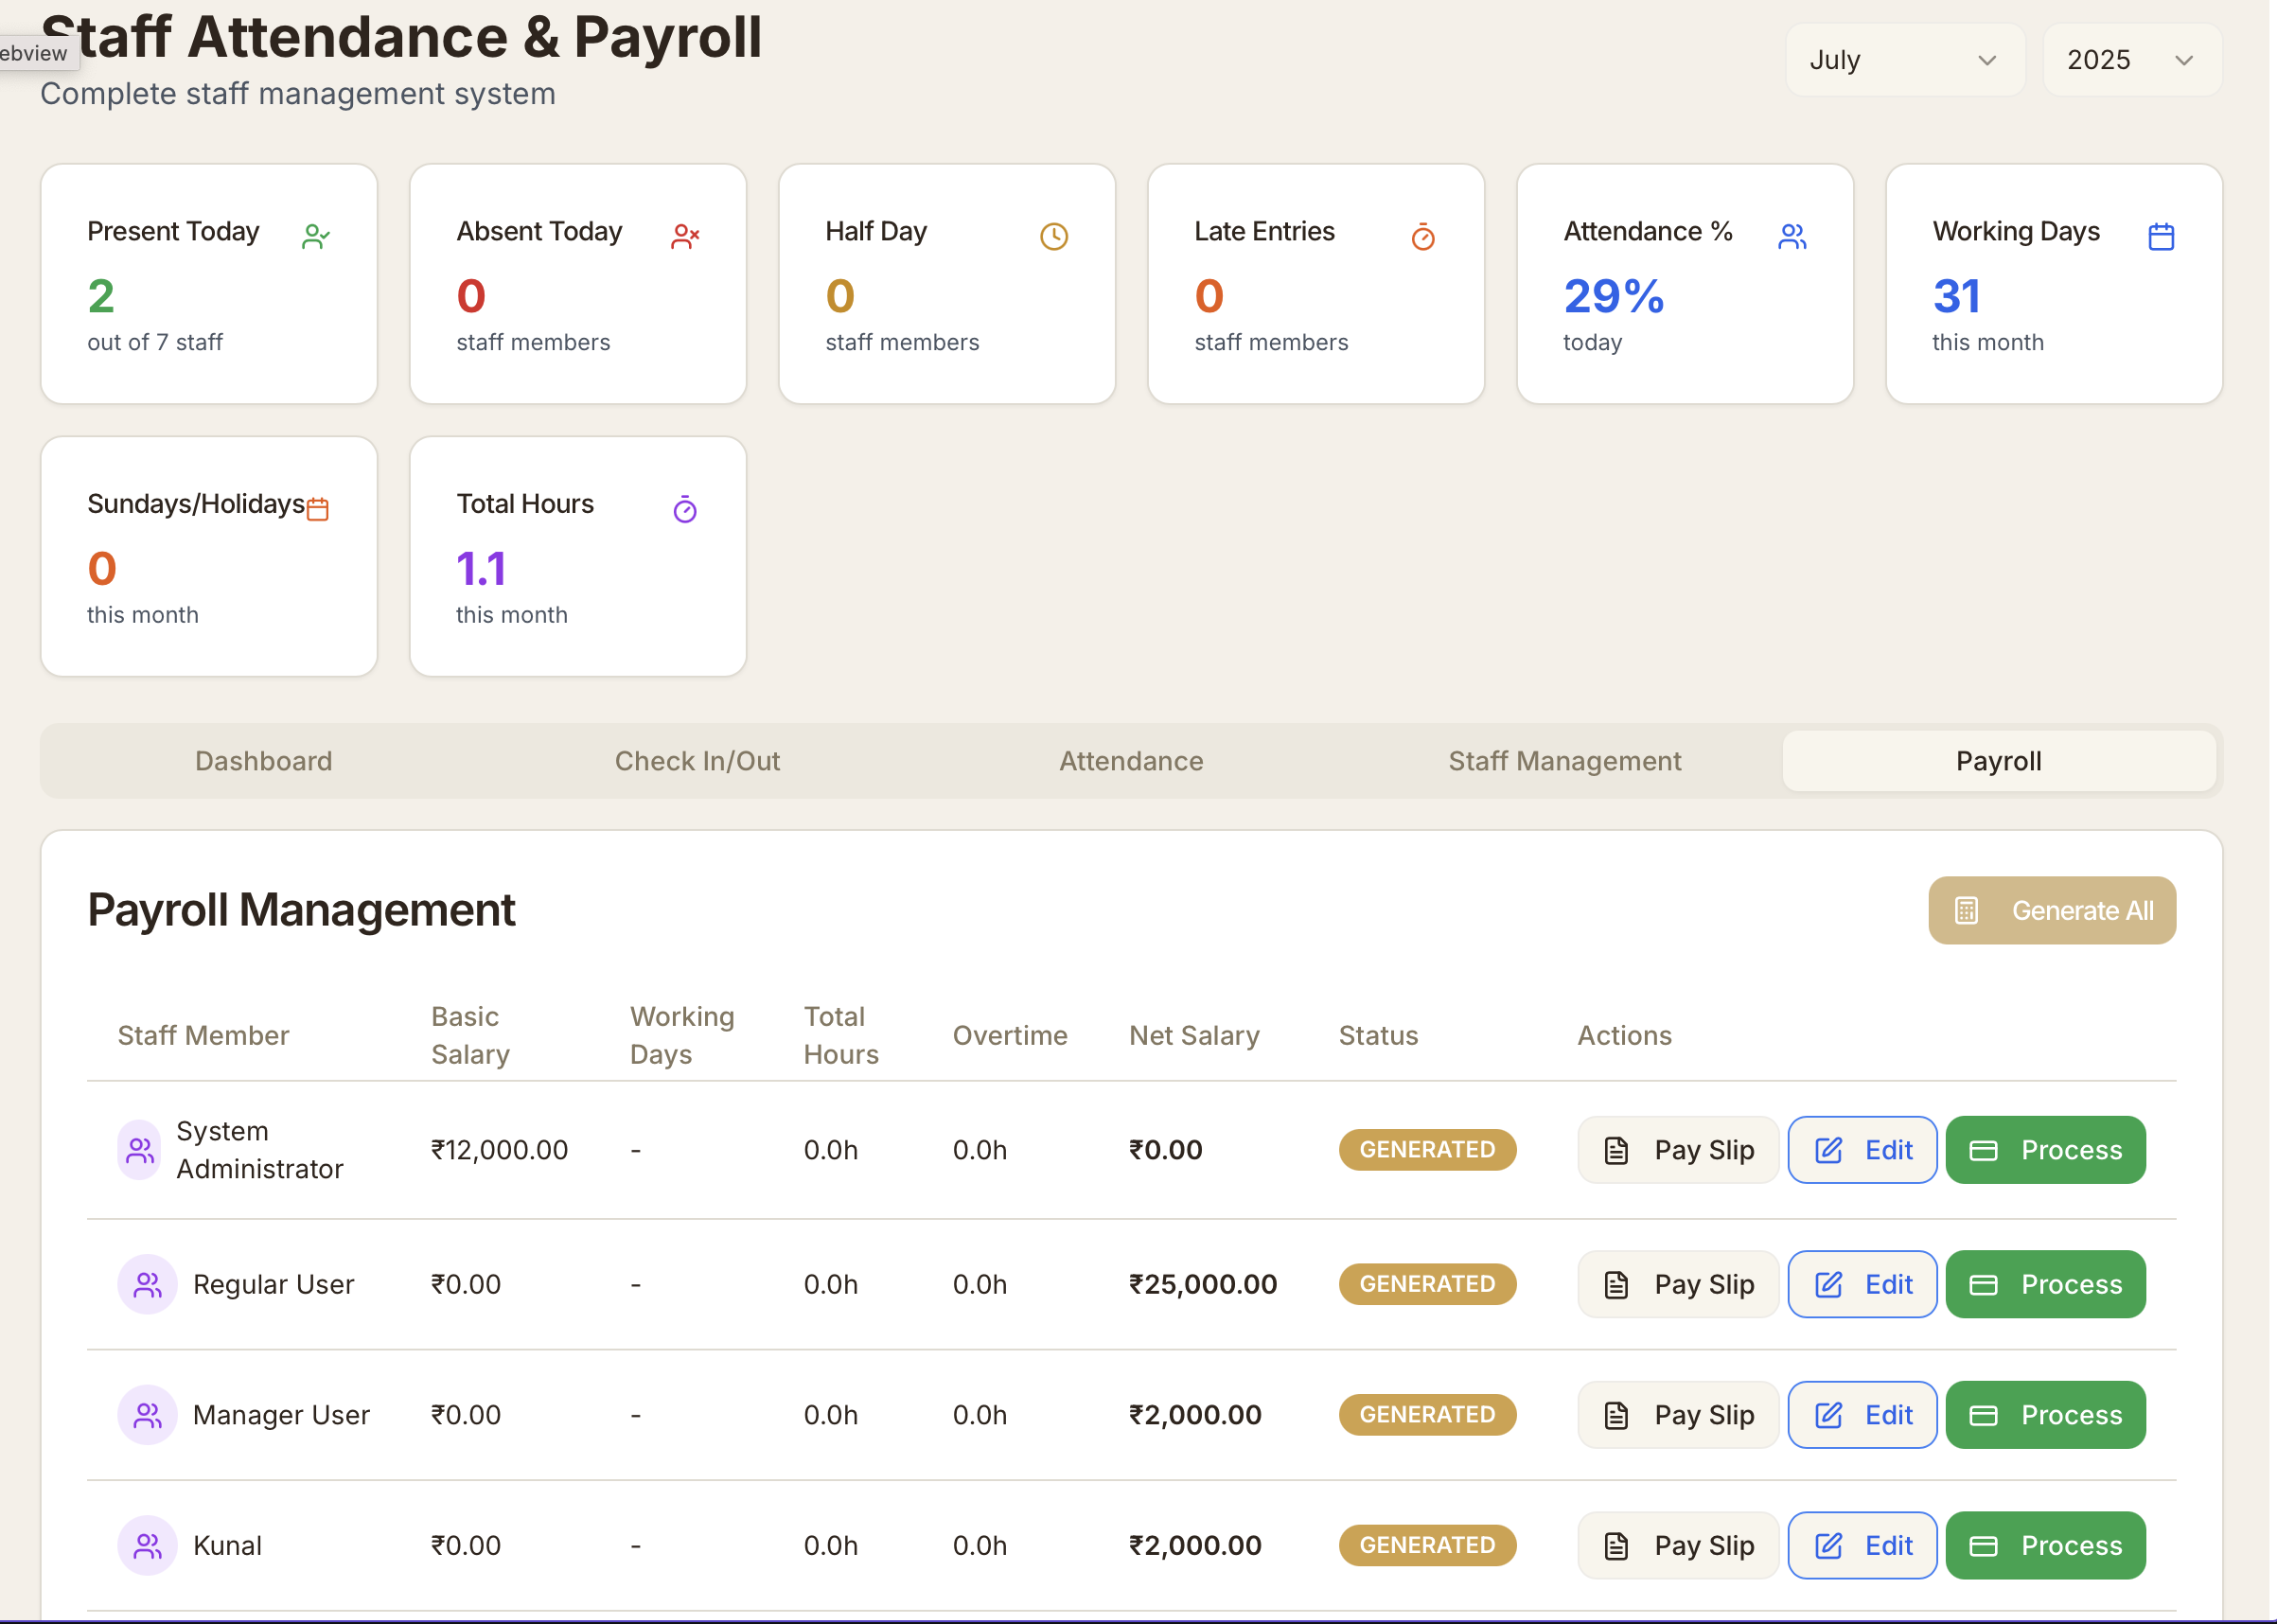 Staff Attendance & Payroll
ebview
Complete staff management system
July
2025
Present Today
2
out of 7 staff
Absent Today
0
staff members
Half Day
0
staff members
Late Entries
0
staff members
Attendance %
29%
today
Working Days
31
this month
Sundays/Holidays
0
this month
Total Hours
1.1
this month
Dashboard Check In/Out Attendance Staff Management Payroll
Payroll Management
Generate All
Staff Member
Basic
Salary
Working
Days
Total
Hours
Overtime
Net Salary
Status
Actions
System
Administrator
₹12,000.00 - 0.0h 0.0h ₹0.00 GENERATED Pay Slip Edit Process
Regular User ₹0.00 - 0.0h 0.0h ₹25,000.00 GENERATED Pay Slip Edit Process
Manager User ₹0.00 - 0.0h 0.0h ₹2,000.00 GENERATED Pay Slip Edit Process
Kunal ₹0.00 - 0.0h 0.0h ₹2,000.00 GENERATED Pay Slip Edit Process